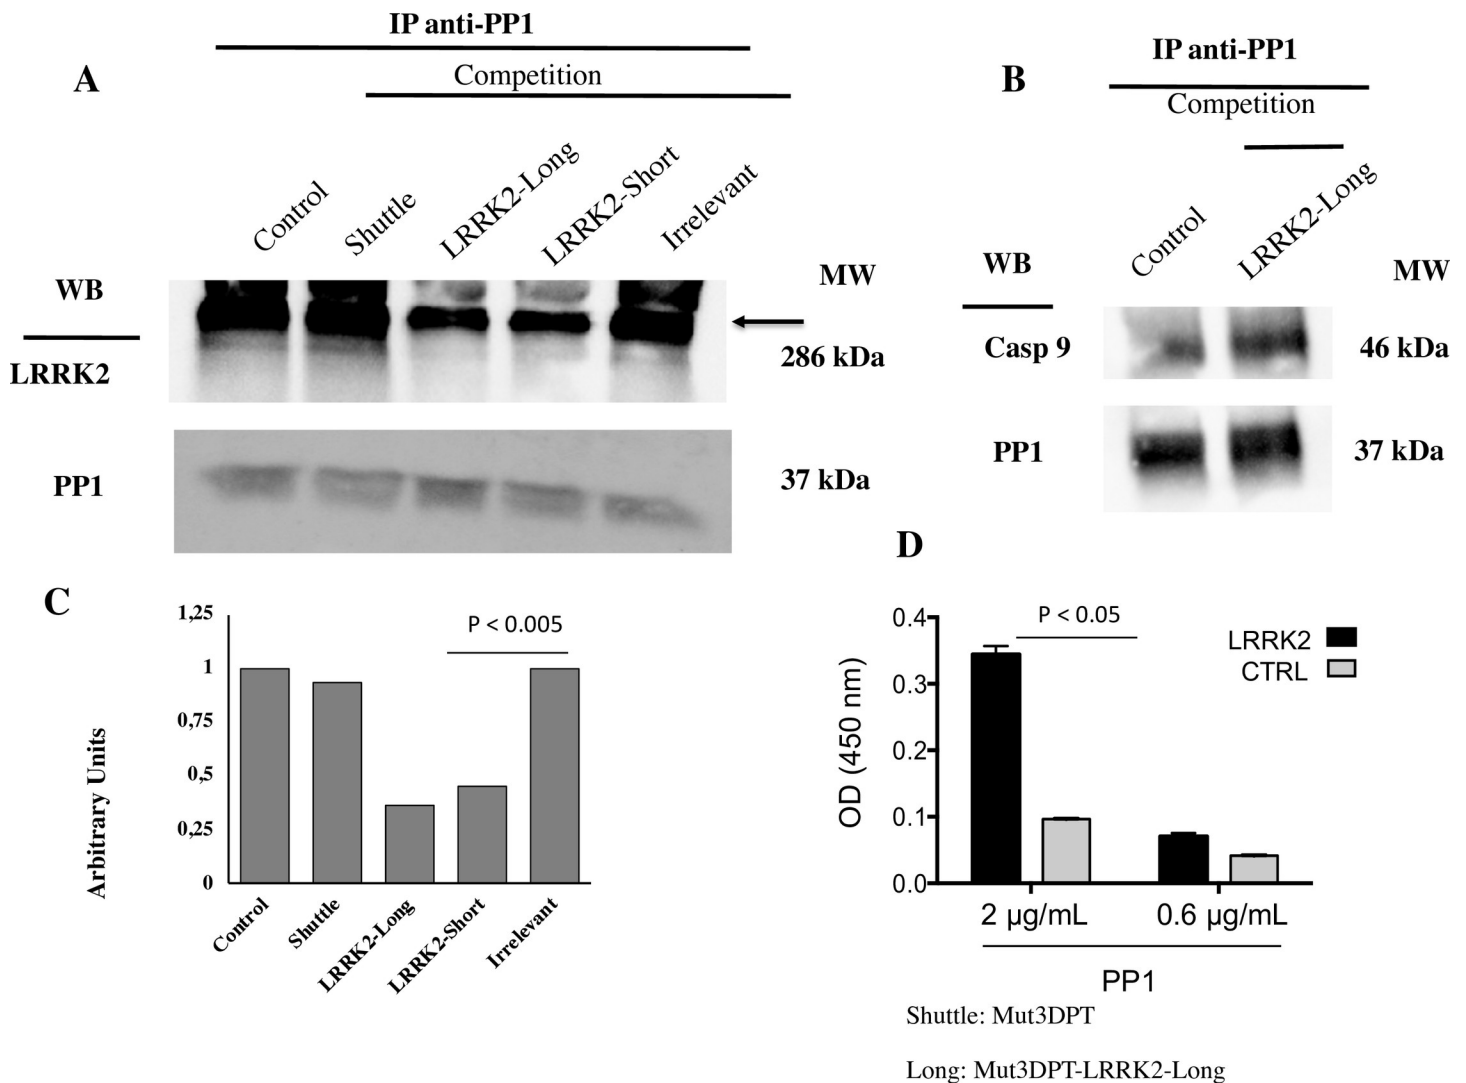 IP anti-PP1
A
Competition
Control
Shuttle
LRRK2-Long
LRRK2-Short
Irrelevant
WB
MW
LRRK2
286 kDa
PP1
37 kDa
B
IP anti-PP1
Competition
Control
LRRK2-Long
WB
MW
Casp 9
46 kDa
PP1
37 kDa
C
Arbitrary Units
1,25
1
0,75
0,5
0,25
0
P < 0.005
Control
Shuttle
LRRK2-Long
LRRK2-Short
Irrelevant
D
OD (450 nm)
0.4
0.3
0.2
0.1
0.0
P < 0.05
LRRK2
CTRL
2 µg/mL
0.6 µg/mL
PP1
Shuttle: Mut3DPT
Long: Mut3DPT-LRRK2-Long